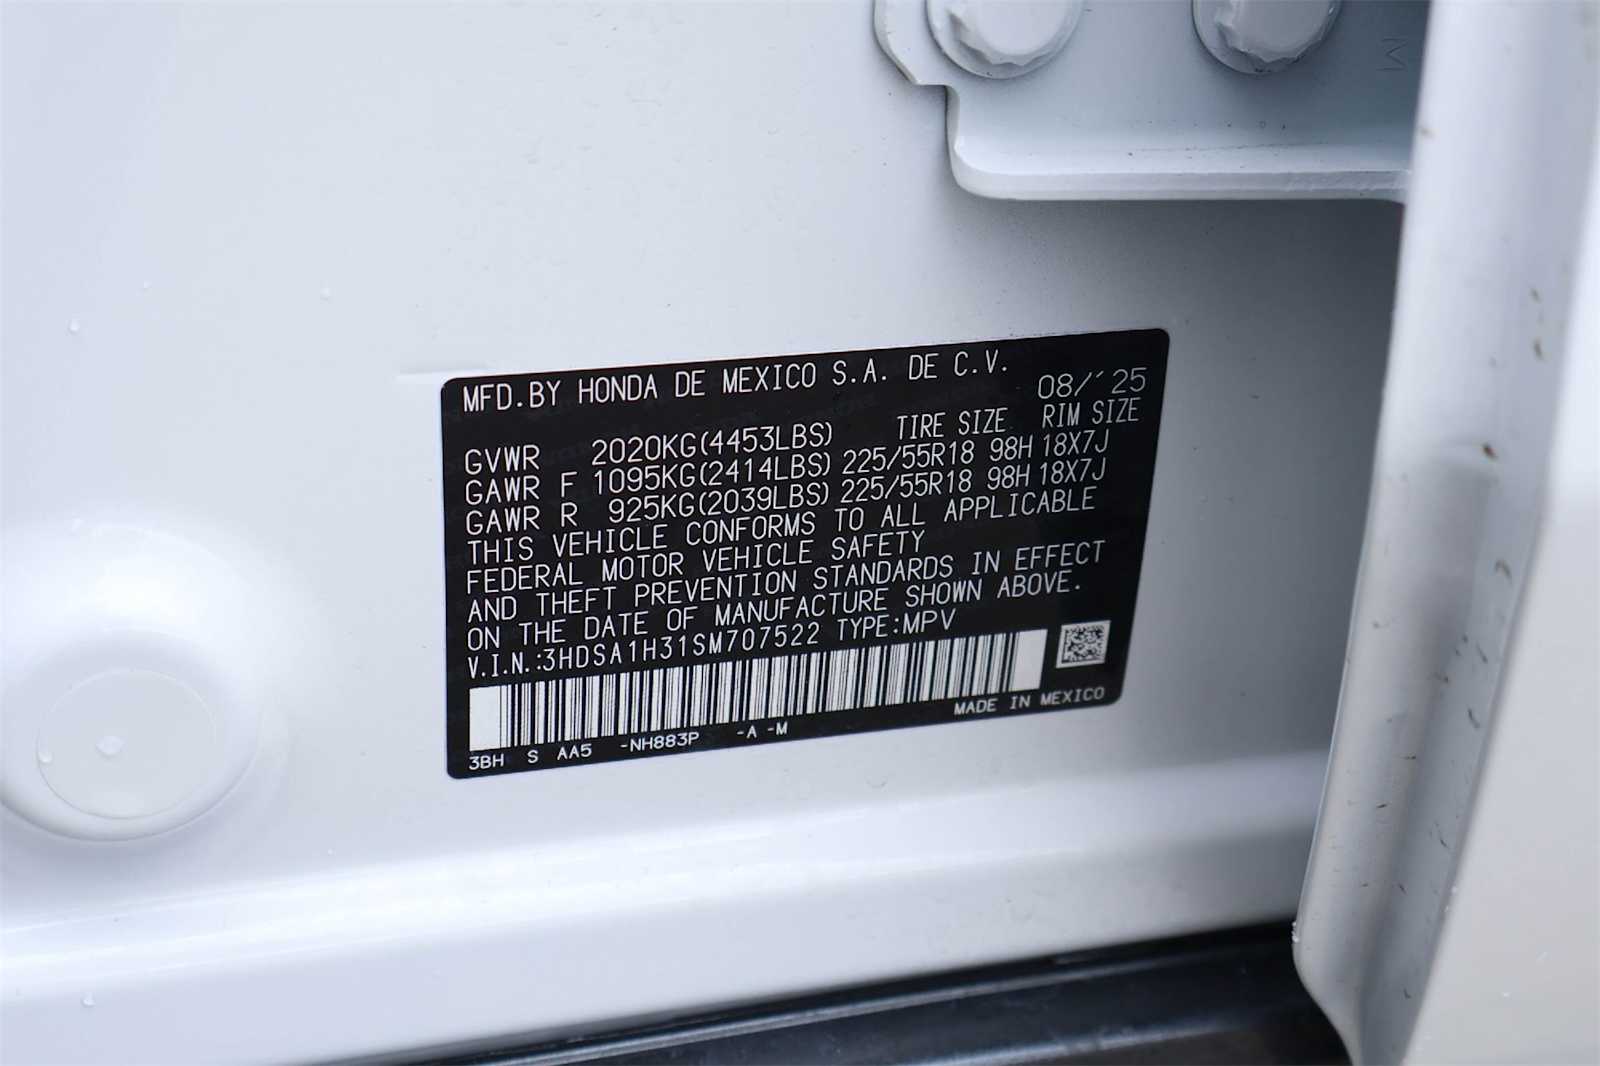 MFD.BY HONDA DE MEXICO S.A. DE C.V.
08/'25
TIRE SIZE RIM SIZE
GVWR 2020KG(4453LBS)
GAWR F 1095KG(2414LBS) 225/55R18 98H 18X7J
GAWR R 925KG(2039LBS) 225/55R18 98H 18X7J
THIS VEHICLE CONFORMS TO ALL APPLICABLE
FEDERAL MOTOR VEHICLE SAFETY
AND THEFT PREVENTION STANDARDS IN EFFECT
ON THE DATE OF MANUFACTURE SHOWN ABOVE.
V.I.N.:3HDSA1H31SM707522 TYPE:MPV
MADE IN MEXICO
3BH S AA5 -NH883P -A -M